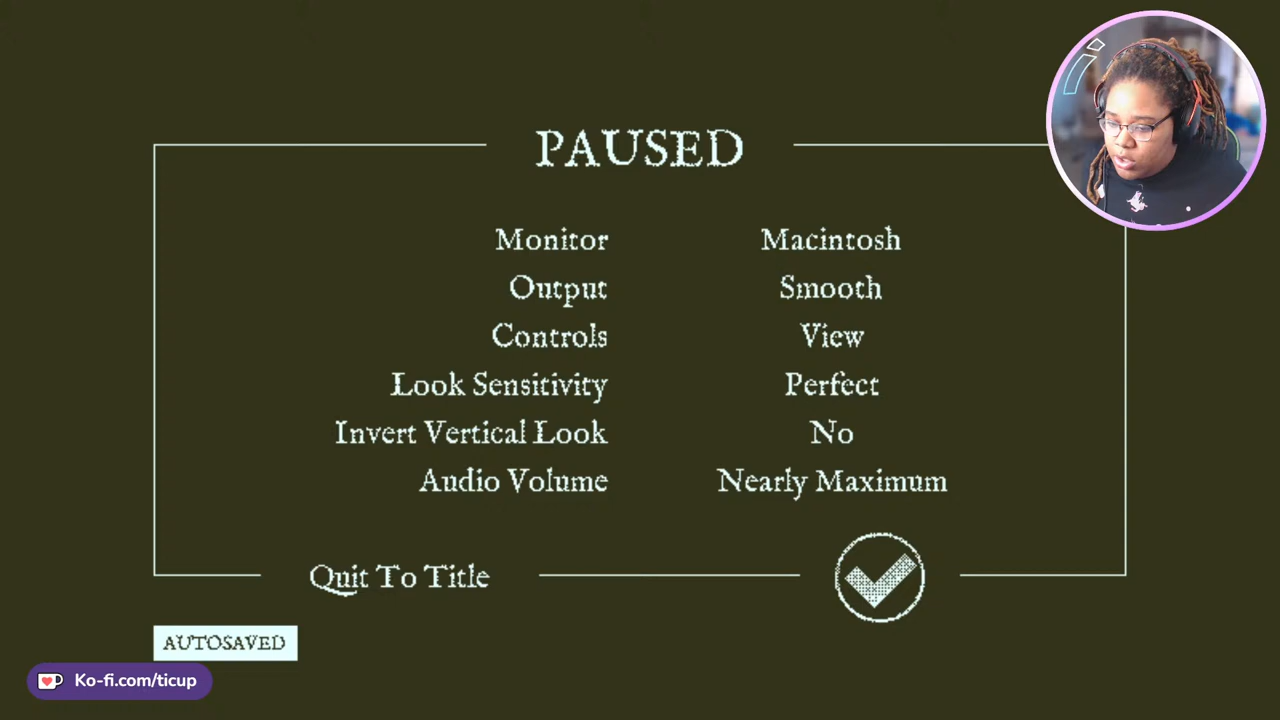 PAUSED
Monitor Macintosh
Output Smooth
Controls View
Look Sensitivity Perfect
Invert Vertical Look No
Audio Volume Nearly Maximum
Quit To Title
AUTOSAVED
Ko-fi.com/ticup